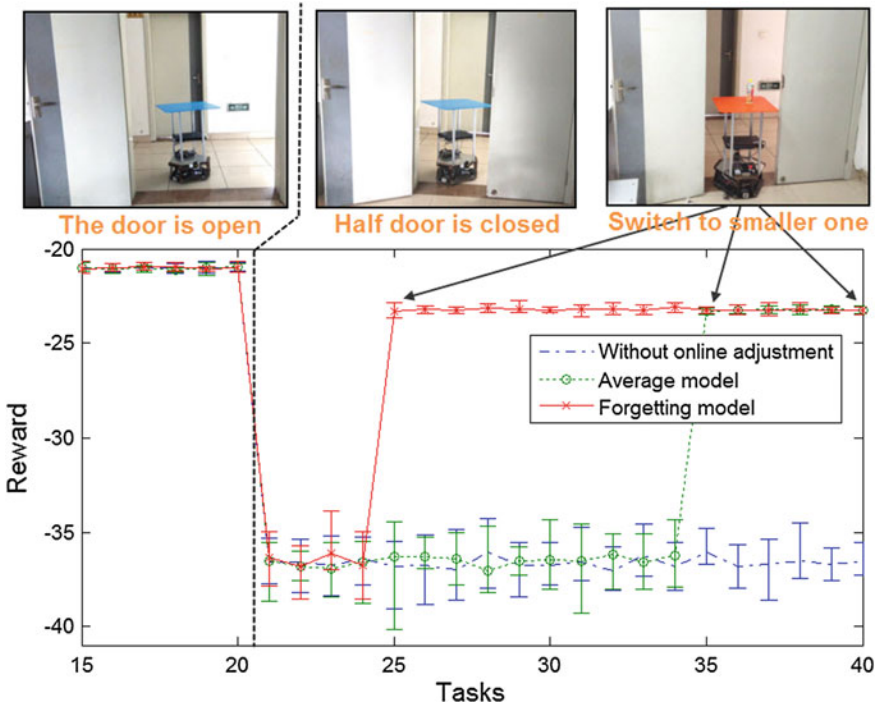 The door is open
Half door is closed
Switch to smaller one
-20
-25
-30
-35
-40
Reward
Without online adjustment
Average model
Forgetting model
15
20
25
30
35
40
Tasks